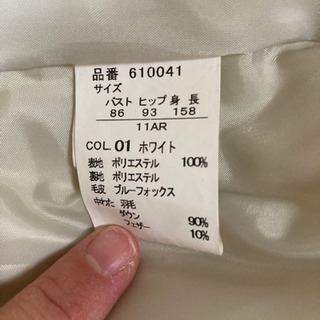 品番 610041
サイズ
バスト ヒップ 身長
86 93 158
11AR
COL. 01 ホワイト
表地 ポリエステル 100%
裏地 ポリエステル
毛皮 ブルーフォックス
中わた 羽毛
ダウン 90%
フェザー 10%